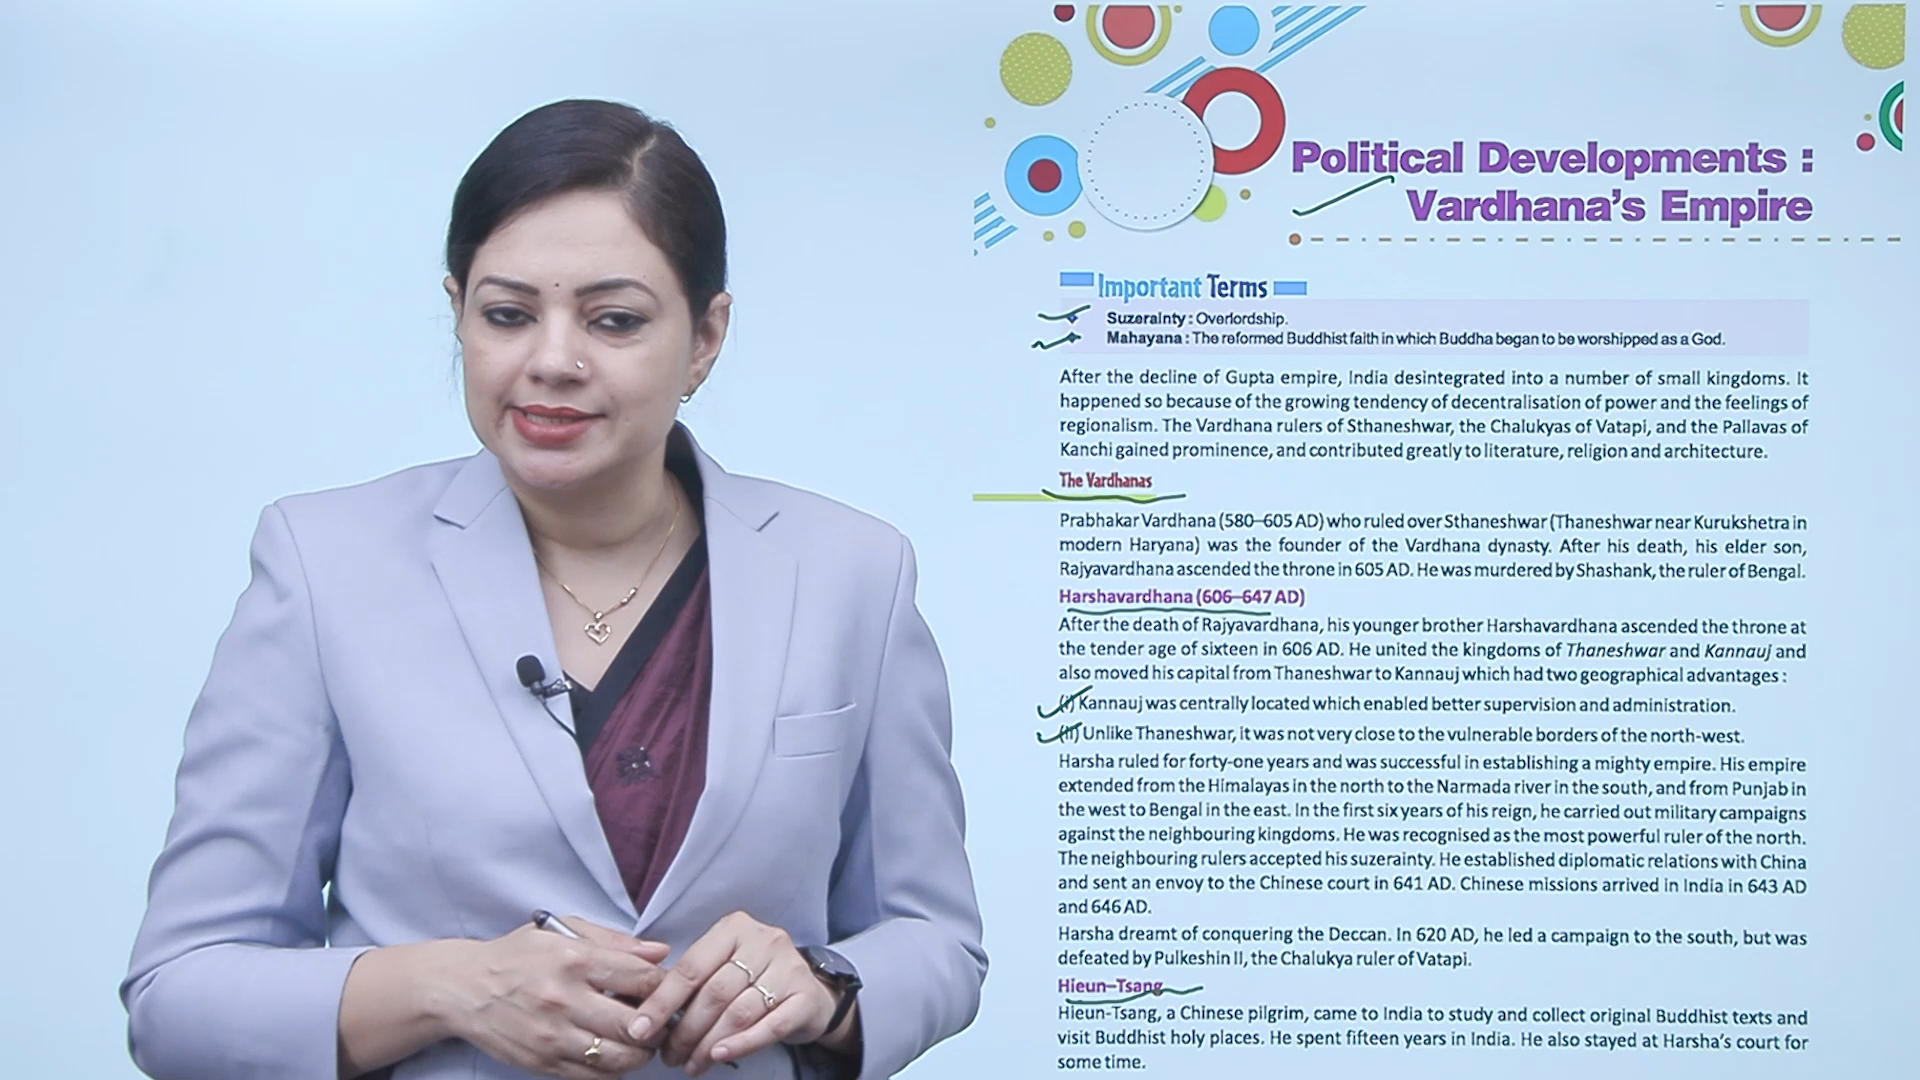 Political Developments :
Vardhana's Empire
Important Terms
Suzerainty : Overlordship.
Mahayana : The reformed Buddhist faith in which Buddha began to be worshipped as a God.
After the decline of Gupta empire, India desintegrated into a number of small kingdoms. It
happened so because of the growing tendency of decentralisation of power and the feelings of
regionalism. The Vardhana rulers of Sthaneshwar, the Chalukyas of Vatapi, and the Pallavas of
Kanchi gained prominence, and contributed greatly to literature, religion and architecture.
The Vardhanas
Prabhakar Vardhana (580–605 AD) who ruled over Sthaneshwar (Thaneshwar near Kurukshetra in
modern Haryana) was the founder of the Vardhana dynasty. After his death, his elder son,
Rajyavardhana ascended the throne in 605 AD. He was murdered by Shashank, the ruler of Bengal.
Harshavardhana (606–647 AD)
After the death of Rajyavardhana, his younger brother Harshavardhana ascended the throne at
the tender age of sixteen in 606 AD. He united the kingdoms of Thaneshwar and Kannauj and
also moved his capital from Thaneshwar to Kannauj which had two geographical advantages :
(i) Kannauj was centrally located which enabled better supervision and administration.
(ii) Unlike Thaneshwar, it was not very close to the vulnerable borders of the north-west.
Harsha ruled for forty-one years and was successful in establishing a mighty empire. His empire
extended from the Himalayas in the north to the Narmada river in the south, and from Punjab in
the west to Bengal in the east. In the first six years of his reign, he carried out military campaigns
against the neighbouring kingdoms. He was recognised as the most powerful ruler of the north.
The neighbouring rulers accepted his suzerainty. He established diplomatic relations with China
and sent an envoy to the Chinese court in 641 AD. Chinese missions arrived in India in 643 AD
and 646 AD.
Harsha dreamt of conquering the Deccan. In 620 AD, he led a campaign to the south, but was
defeated by Pulkeshin II, the Chalukya ruler of Vatapi.
Hieun–Tsang
Hieun-Tsang, a Chinese pilgrim, came to India to study and collect original Buddhist texts and
visit Buddhist holy places. He spent fifteen years in India. He also stayed at Harsha's court for
some time.